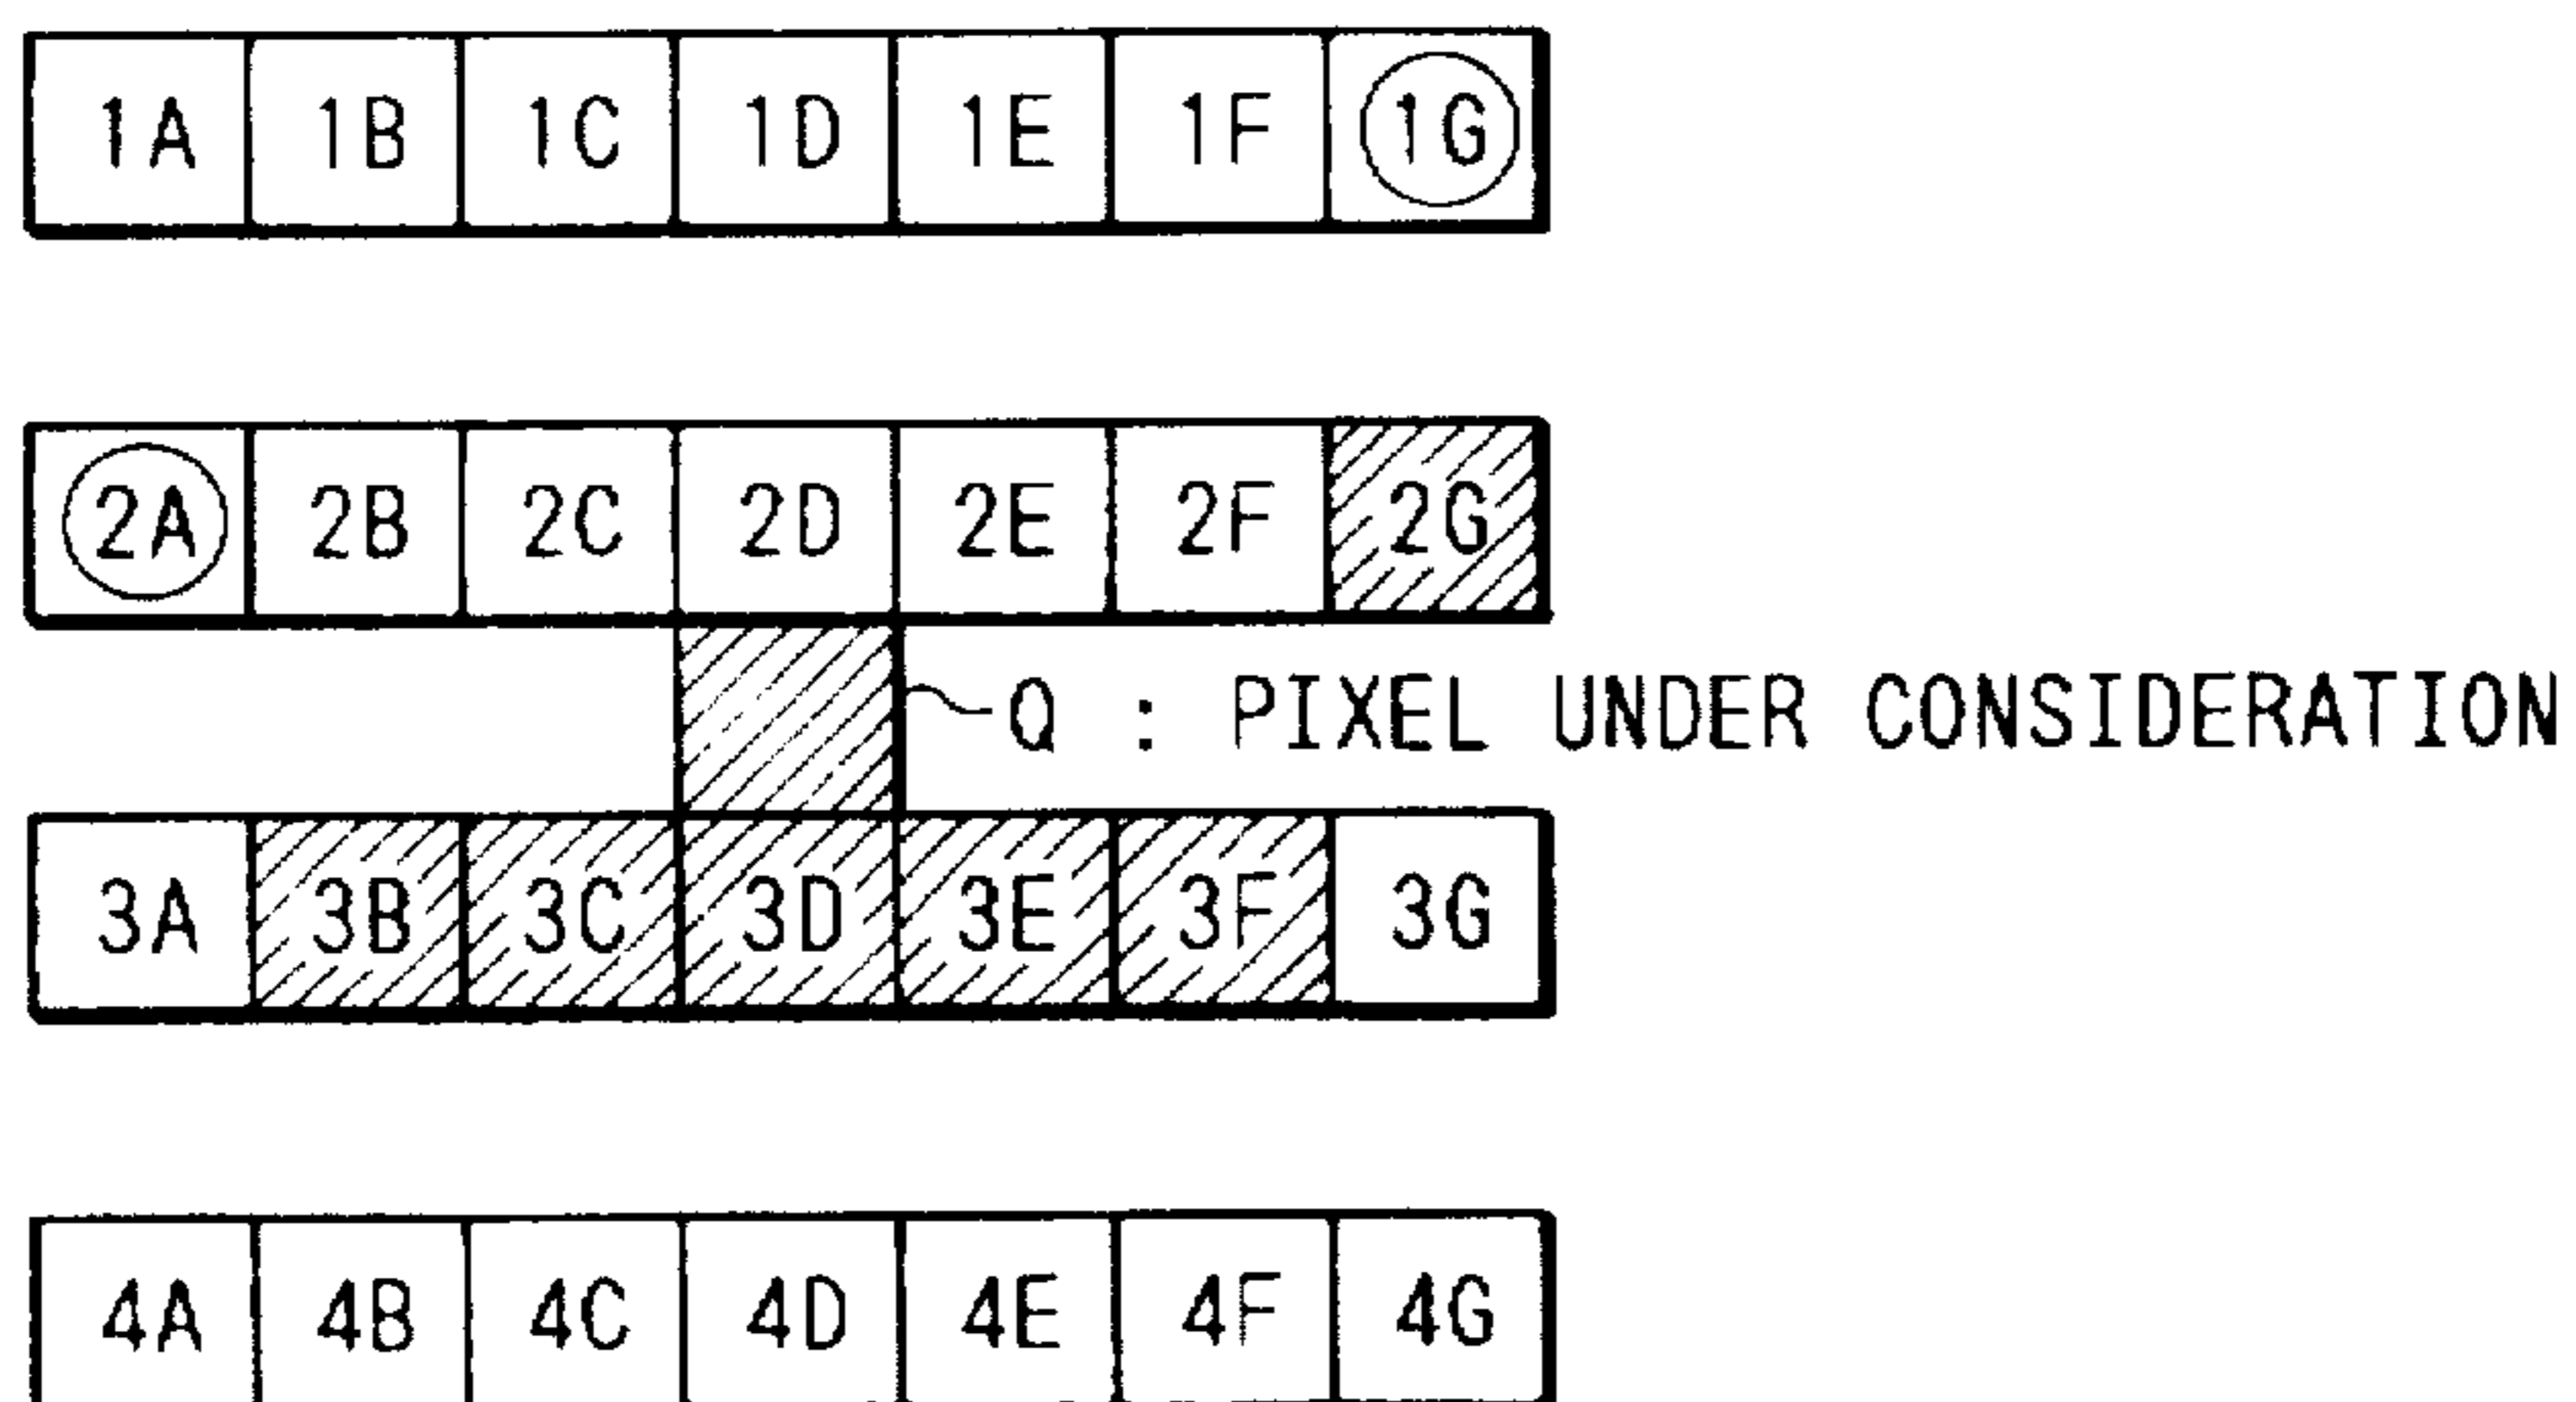 1A 1B 1C 1D 1E 1F 1G
2A 2B 2C 2D 2E 2F 2G
Q : PIXEL UNDER CONSIDERATION
3A 3B 3C 3D 3E 3F 3G
4A 4B 4C 4D 4E 4F 4G